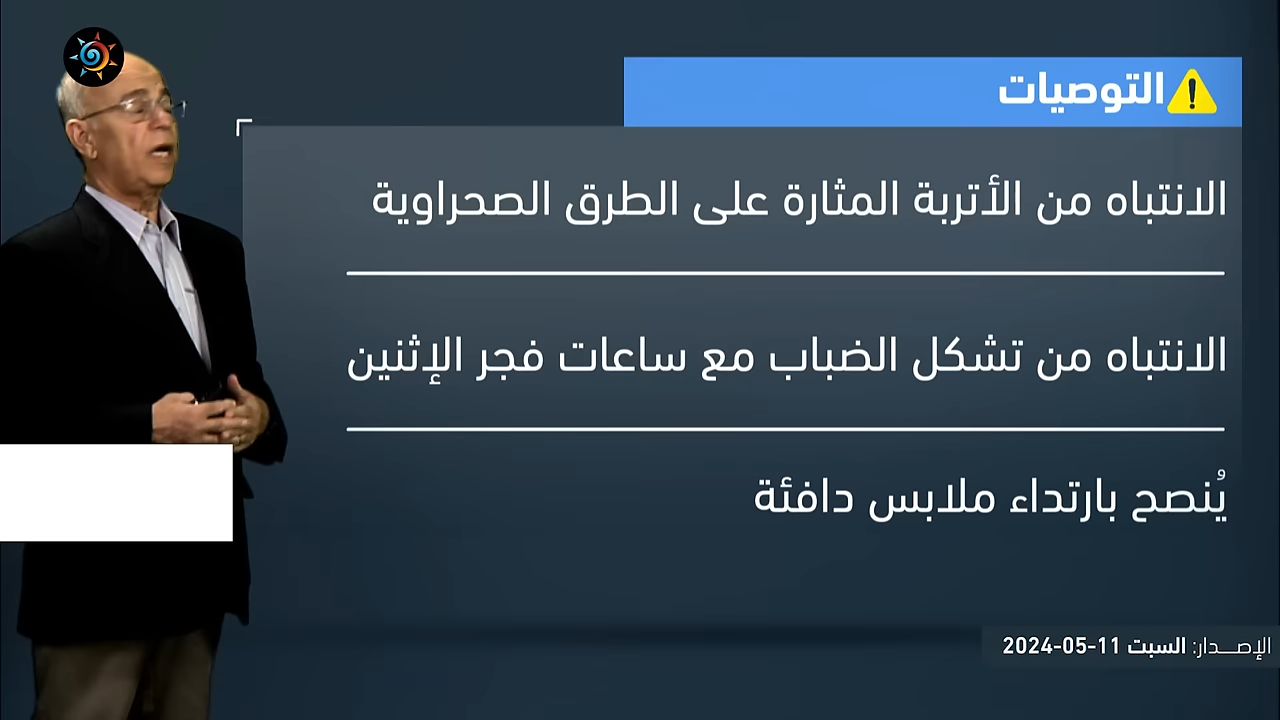 التوصيات
الانتباه من الأتربة المثارة على الطرق الصحراوية
الانتباه من تشكل الضباب مع ساعات فجر الإثنين
يُنصح بارتداء ملابس دافئة
الإصـــدار: السبت 11-05-2024